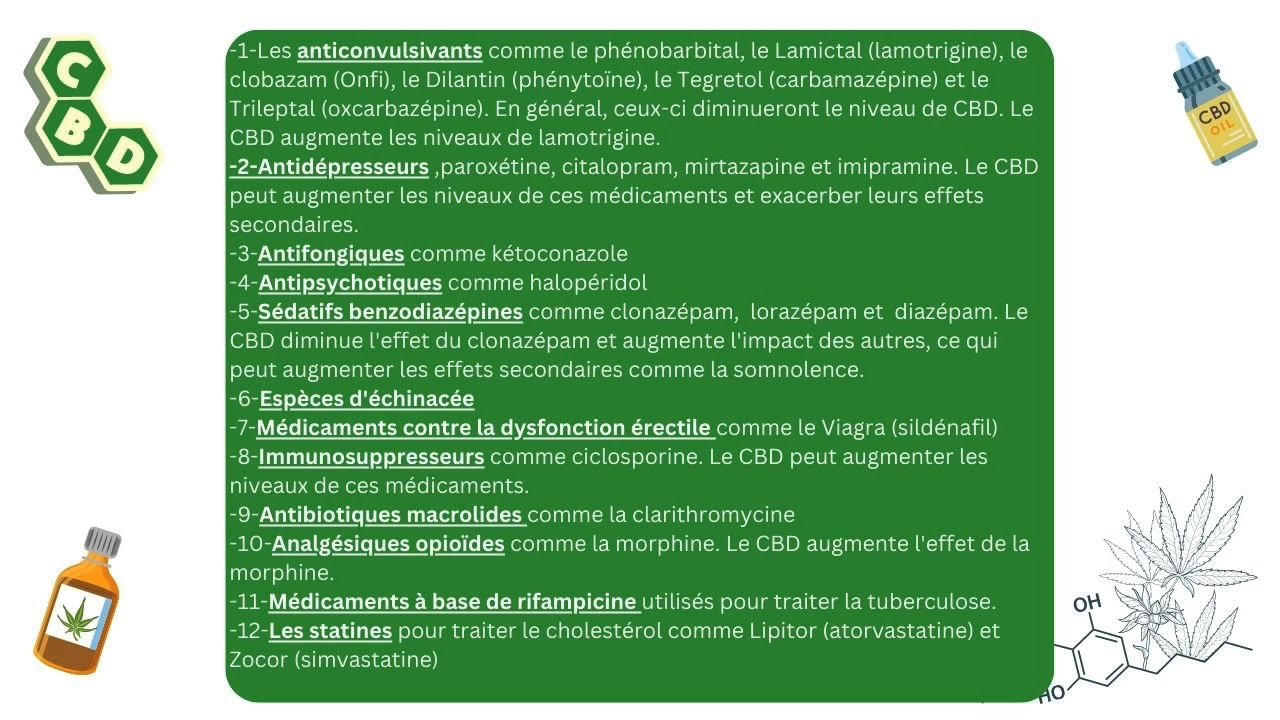 C
B
D
CBD
OIL
-1-Les anticonvulsivants comme le phénobarbital, le Lamictal (lamotrigine), le
clobazam (Onfi), le Dilantin (phénytoïne), le Tegretol (carbamazépine) et le
Trileptal (oxcarbazépine). En général, ceux-ci diminueront le niveau de CBD. Le
CBD augmente les niveaux de lamotrigine.
-2-Antidépresseurs ,paroxétine, citalopram, mirtazapine et imipramine. Le CBD
peut augmenter les niveaux de ces médicaments et exacerber leurs effets
secondaires.
-3-Antifongiques comme kétoconazole
-4-Antipsychotiques comme halopéridol
-5-Sédatifs benzodiazépines comme clonazépam,  lorazépam et  diazépam. Le
CBD diminue l'effet du clonazépam et augmente l'impact des autres, ce qui
peut augmenter les effets secondaires comme la somnolence.
-6-Espèces d'échinacée
-7-Médicaments contre la dysfonction érectile comme le Viagra (sildénafil)
-8-Immunosuppresseurs comme ciclosporine. Le CBD peut augmenter les
niveaux de ces médicaments.
-9-Antibiotiques macrolides comme la clarithromycine
-10-Analgésiques opioïdes comme la morphine. Le CBD augmente l'effet de la
morphine.
-11-Médicaments à base de rifampicine utilisés pour traiter la tuberculose.
-12-Les statines pour traiter le cholestérol comme Lipitor (atorvastatine) et
Zocor (simvastatine)
OH
HO